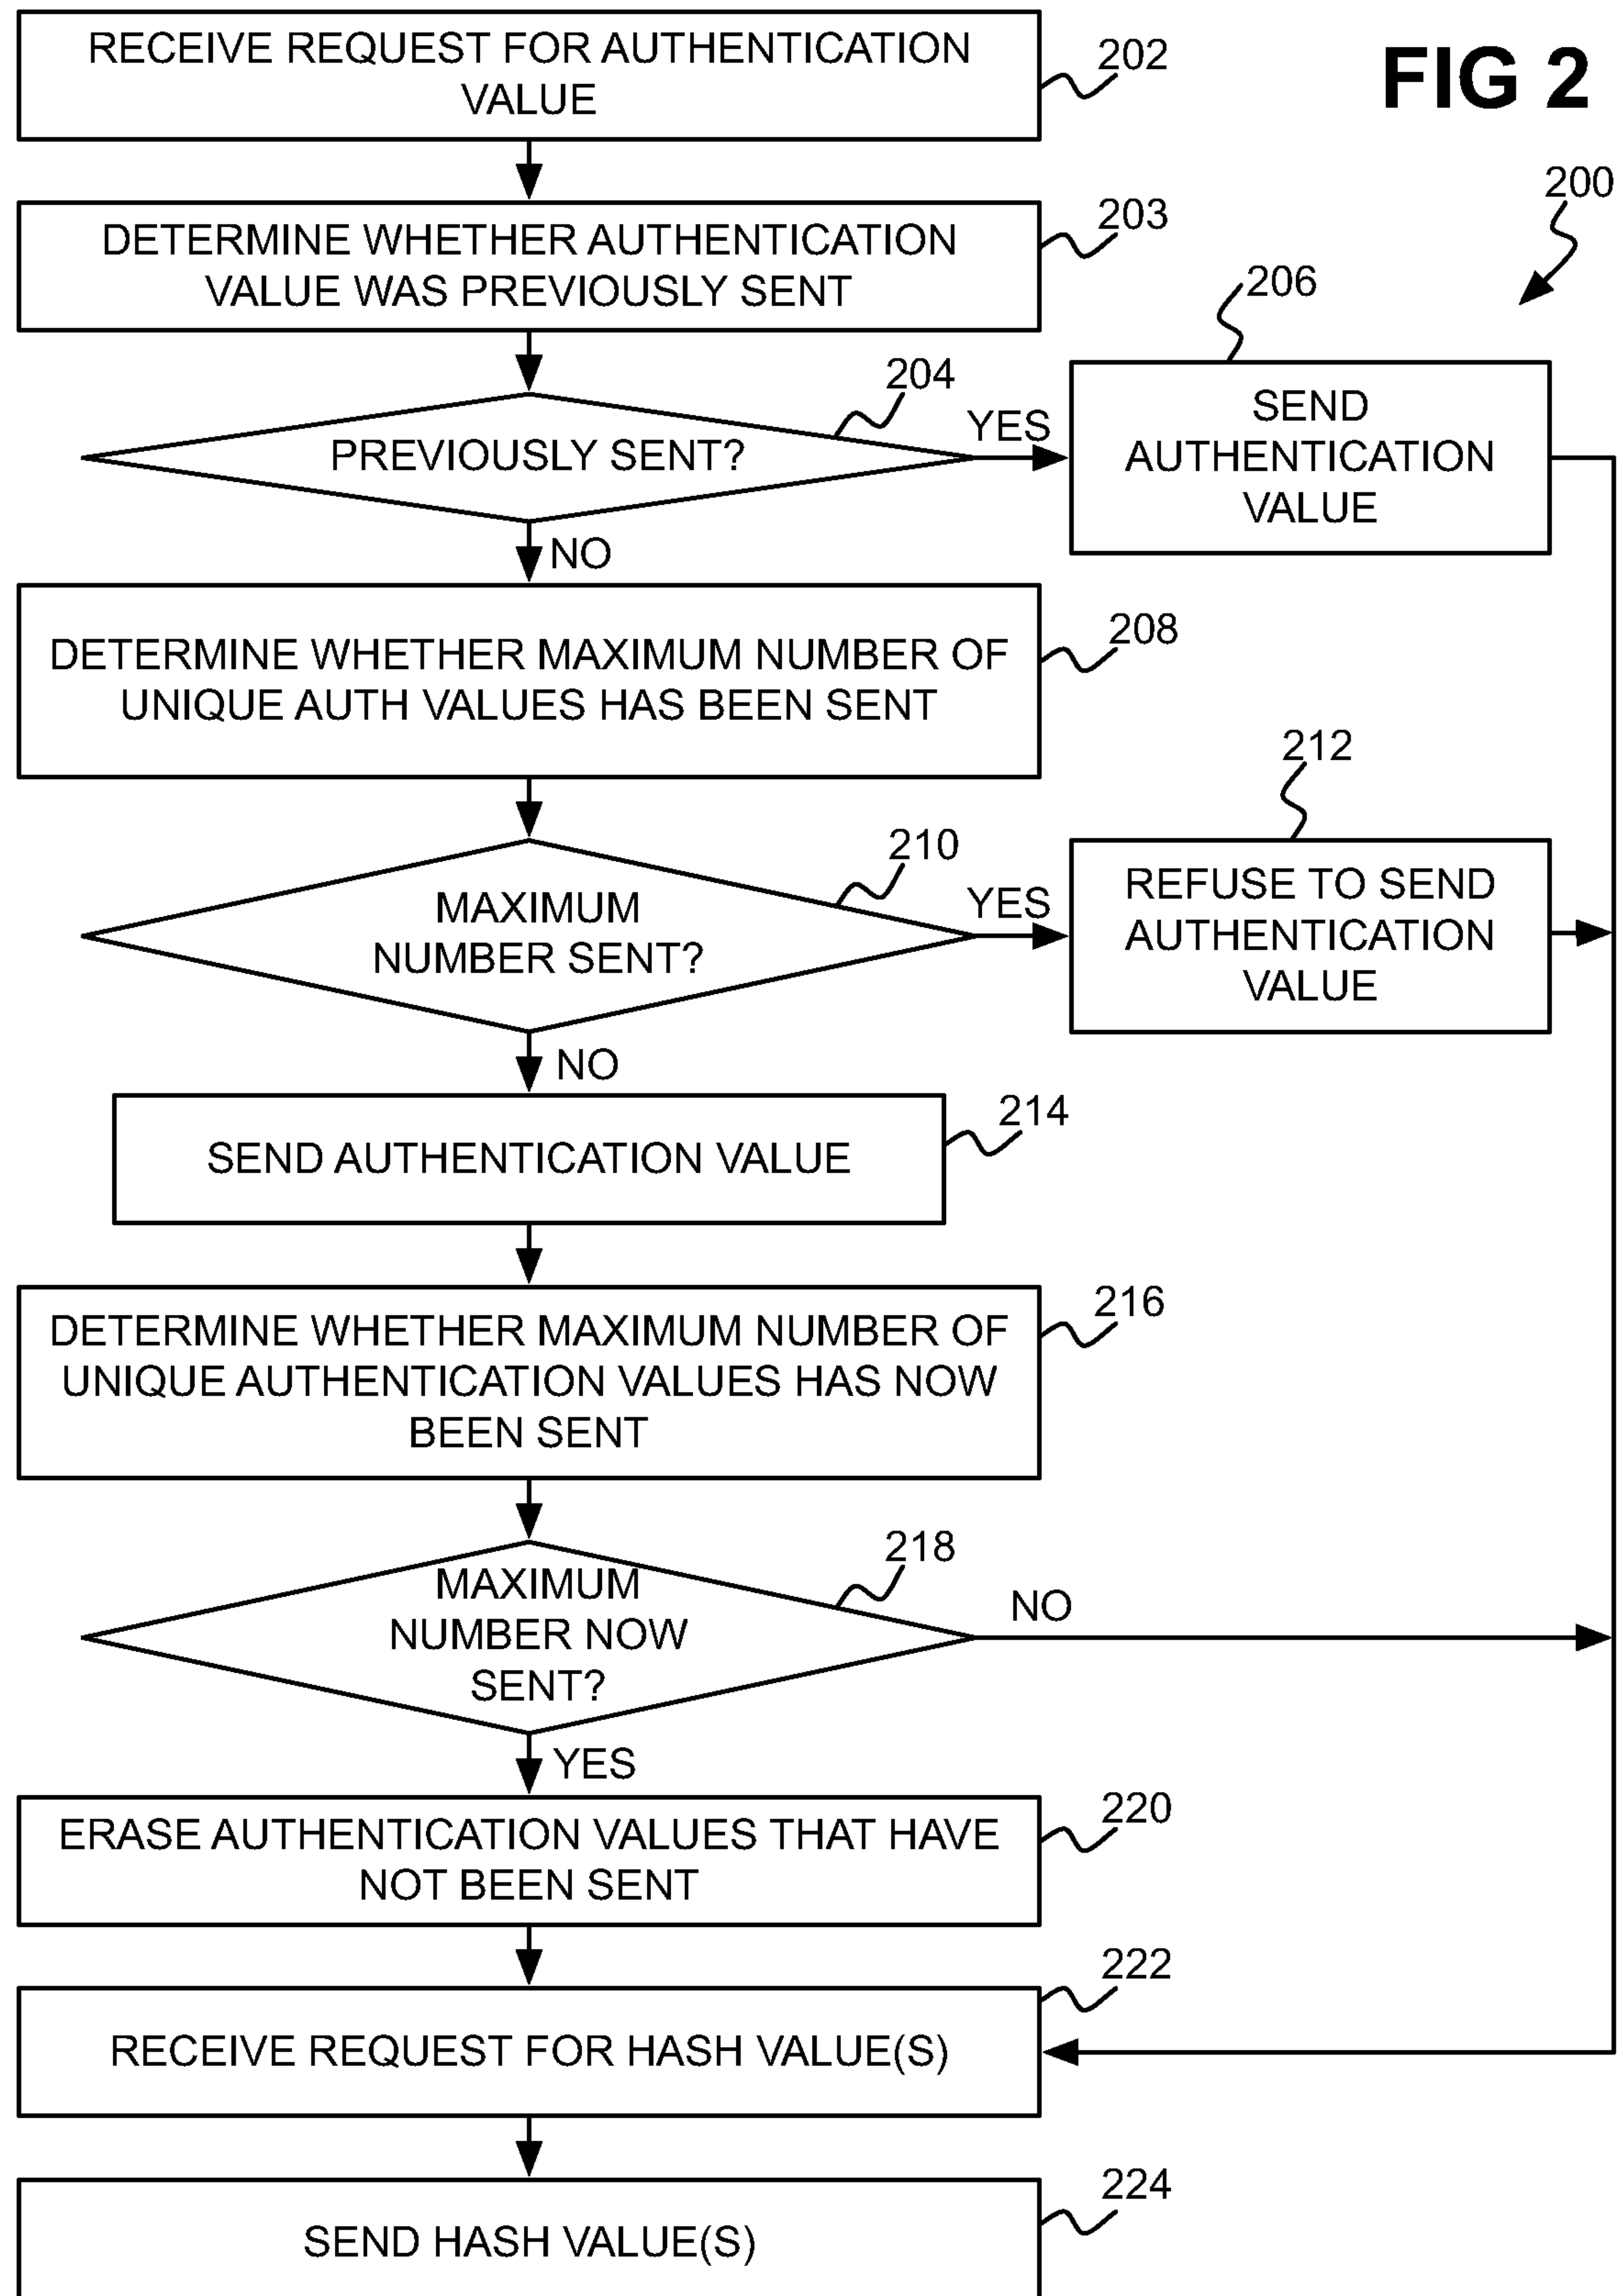 RECEIVE REQUEST FOR AUTHENTICATION
VALUE
202
FIG 2
200
DETERMINE WHETHER AUTHENTICATION
VALUE WAS PREVIOUSLY SENT
203
206
204
PREVIOUSLY SENT?
YES
SEND
AUTHENTICATION
VALUE
NO
DETERMINE WHETHER MAXIMUM NUMBER OF
UNIQUE AUTH VALUES HAS BEEN SENT
208
212
210
MAXIMUM
NUMBER SENT?
YES
REFUSE TO SEND
AUTHENTICATION
VALUE
NO
214
SEND AUTHENTICATION VALUE
DETERMINE WHETHER MAXIMUM NUMBER OF
UNIQUE AUTHENTICATION VALUES HAS NOW
BEEN SENT
216
218
MAXIMUM
NUMBER NOW
SENT?
NO
YES
ERASE AUTHENTICATION VALUES THAT HAVE
NOT BEEN SENT
220
222
RECEIVE REQUEST FOR HASH VALUE(S)
224
SEND HASH VALUE(S)